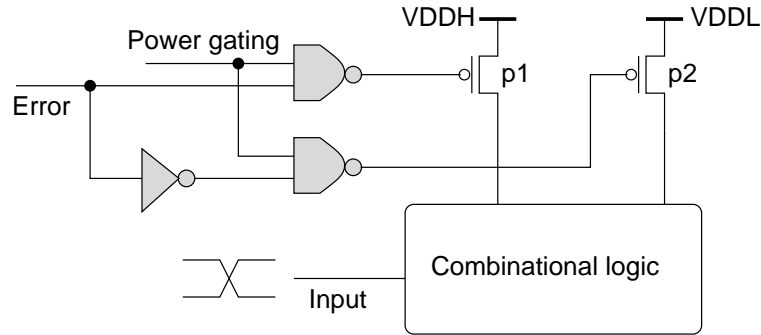 VDDH
VDDL
Power gating
p1
p2
Error
Combinational logic
Input